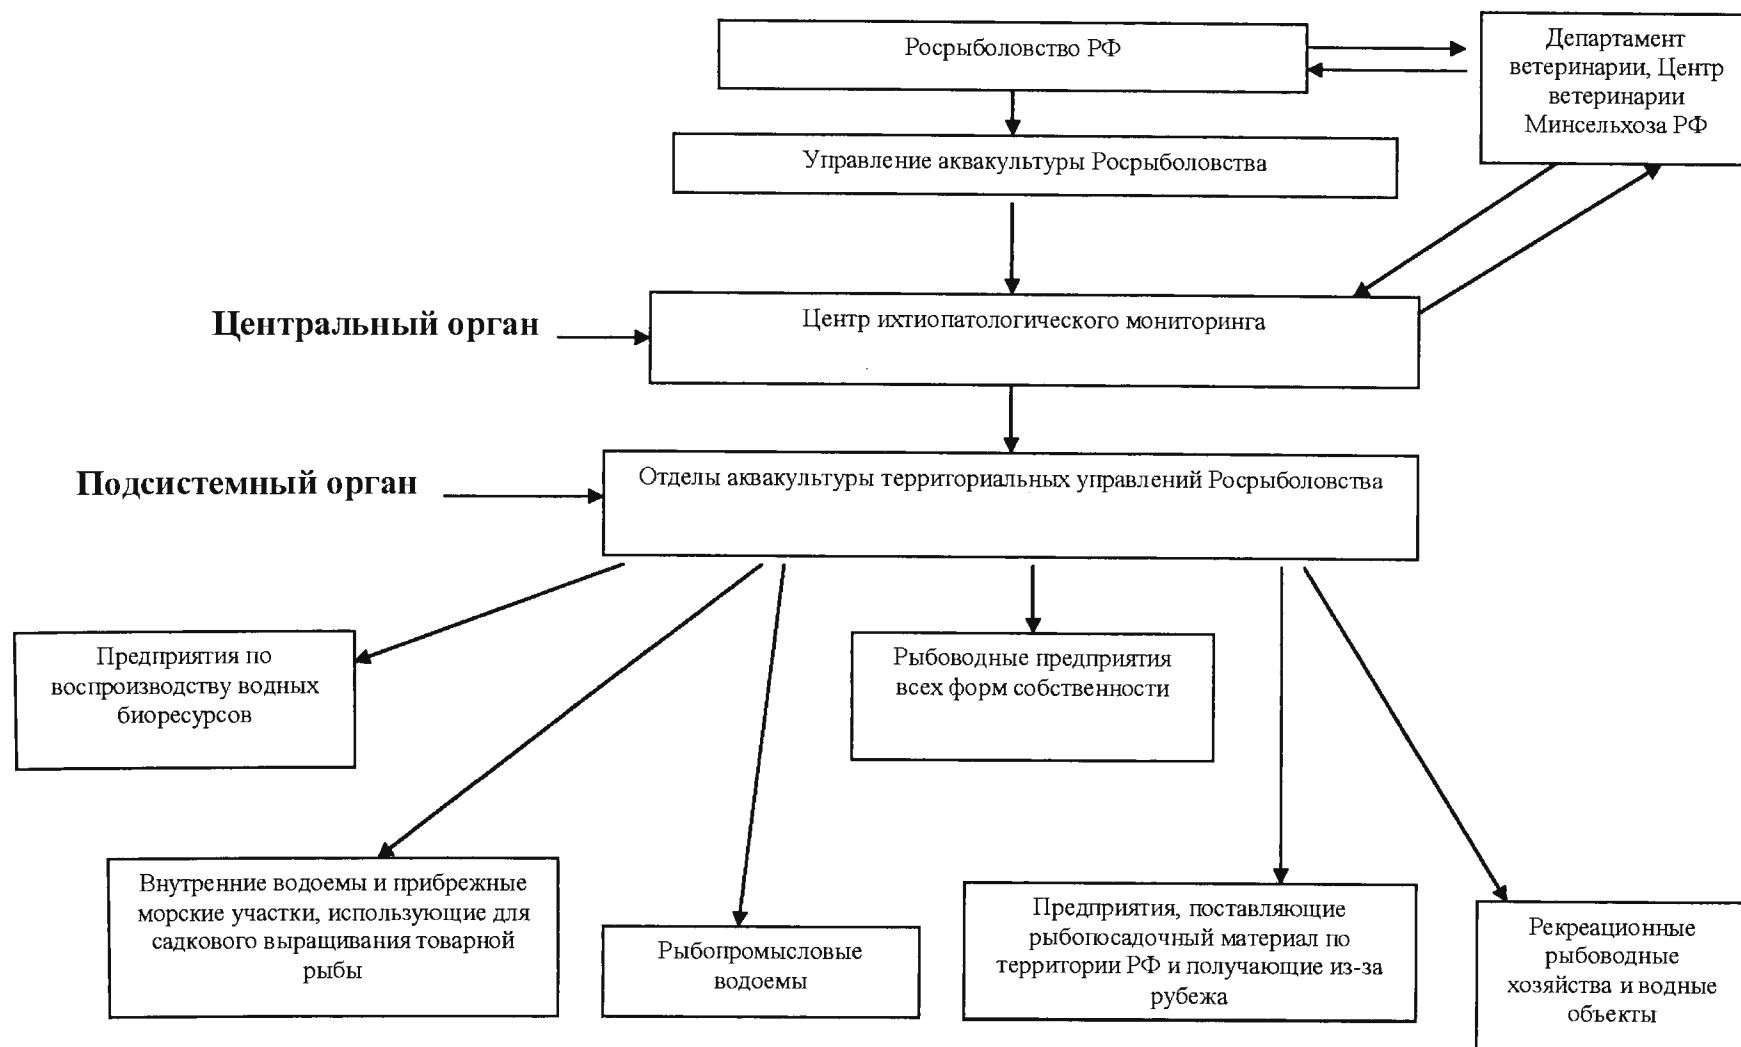 Росрыболовство РФ
Департамент
ветеринарии, Центр
ветеринарии
Минсельхоза РФ
Управление аквакультуры Росрыболовства
Центральный орган
Центр ихтиопатологического мониторинга
Подсистемный орган
Отделы аквакультуры территориальных управлений Росрыболовства
Предприятия по
воспроизводству водных
биоресурсов
Рыбоводные предприятия
всех форм собственности
Внутренние водоемы и прибрежные
морские участки, использующие для
садкового выращивания товарной
рыбы
Рыбопромысловые
водоемы
Предприятия, поставляющие
рыбопосадочный материал по
территории РФ и получающие из-за
рубежа
Рекреационные
рыбоводные
хозяйства и водные
объекты